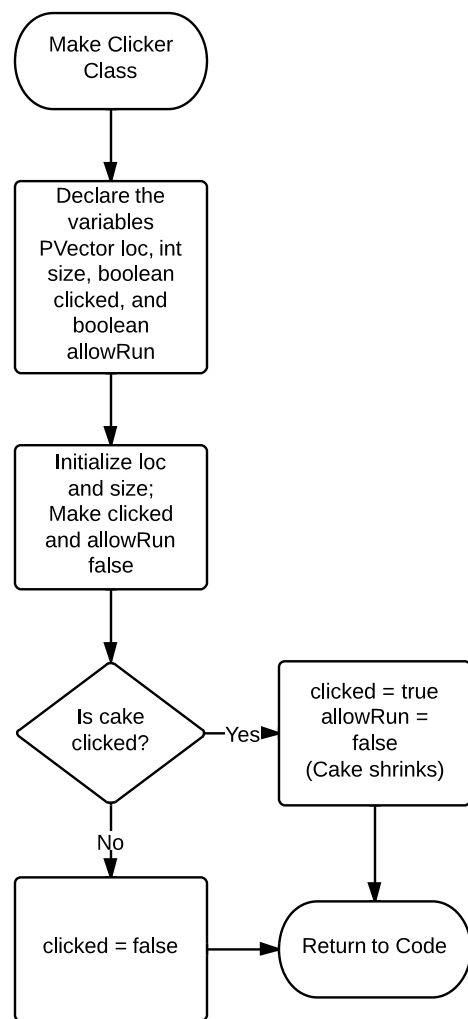 Make Clicker
Class
Declare the
variables
PVector loc, int
size, boolean
clicked, and
boolean
allowRun
Initialize loc
and size;
Make clicked
and allowRun
false
Is cake
clicked?
Yes
clicked = true
allowRun =
false
(Cake shrinks)
No
clicked = false
Return to Code